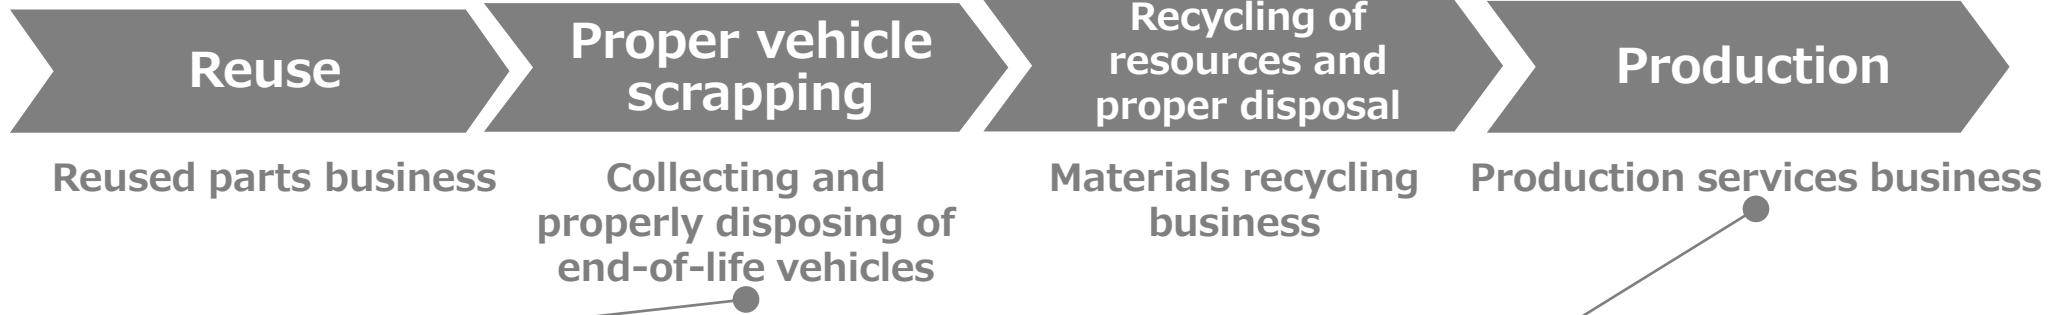 Reuse
Proper vehicle
scrapping
Recycling of
resources and
proper disposal
Production
Reused parts business
Collecting and
properly disposing of
end-of-life vehicles
Materials recycling
business
Production services business